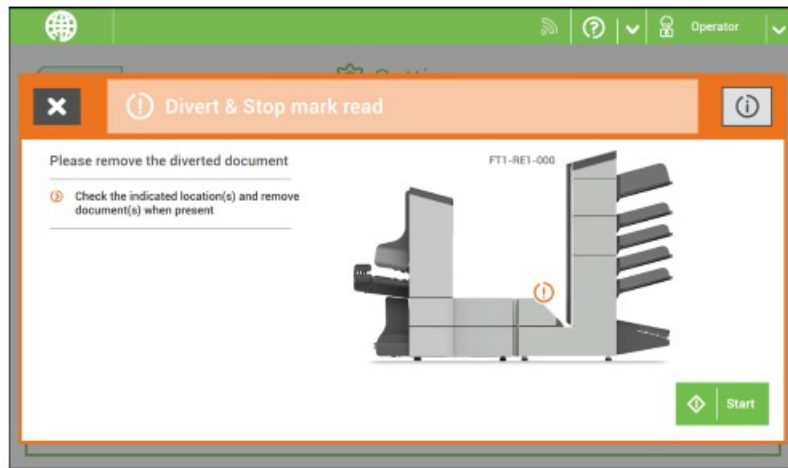 Operator
Divert & Stop mark read
Please remove the diverted document
FT1-RE1-000
Check the indicated location(s) and remove
document(s) when present
Start